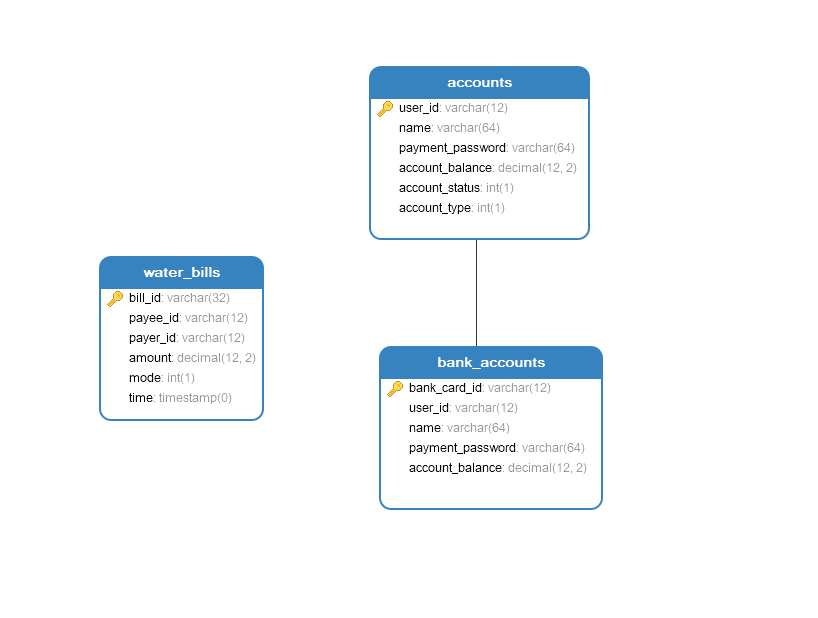 accounts
user_id: varchar(12)
name: varchar(64)
payment_password: varchar(64)
account_balance: decimal(12, 2)
account_status: int(1)
account_type: int(1)
water_bills
bill_id: varchar(32)
payee_id: varchar(12)
payer_id: varchar(12)
amount: decimal(12, 2)
mode: int(1)
time: timestamp(0)
bank_accounts
bank_card_id: varchar(12)
user_id: varchar(12)
name: varchar(64)
payment_password: varchar(64)
account_balance: decimal(12, 2)